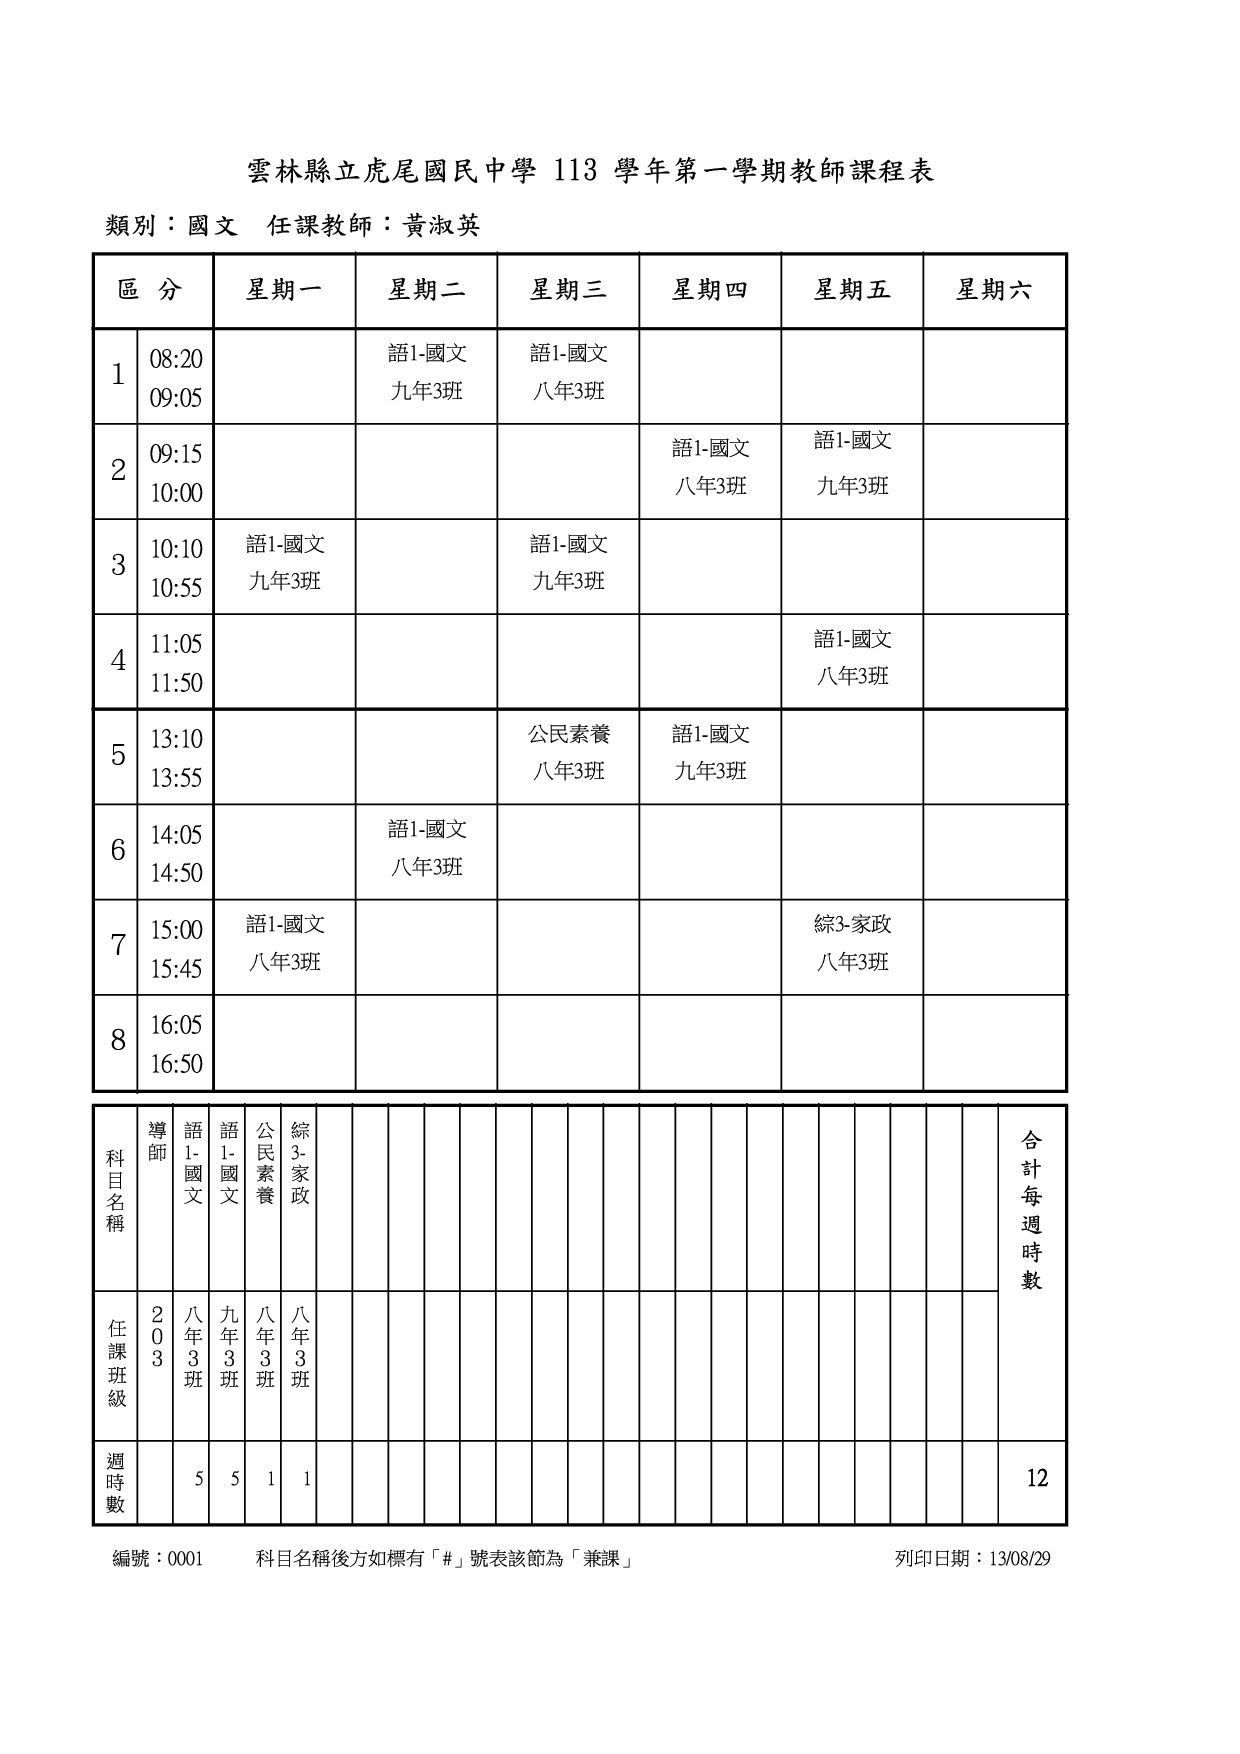 雲林縣立虎尾國民中學 113 學年第一學期教師課程表
類別：國文 任課教師：黃淑英
區 分 星期一 星期二 星期三 星期四 星期五 星期六
1 08:20 09:05 語1-國文 九年3班 語1-國文 八年3班
2 09:15 10:00 語1-國文 八年3班 語1-國文 九年3班
3 10:10 10:55 語1-國文 九年3班 語1-國文 九年3班
4 11:05 11:50 語1-國文 八年3班
5 13:10 13:55 公民素養 八年3班 語1-國文 九年3班
6 14:05 14:50 語1-國文 八年3班
7 15:00 15:45 語1-國文 八年3班 綜3-家政 八年3班
8 16:05 16:50
科目名稱 導師 語1-國文 語1-國文 公民素養 綜3-家政 合計每週時數
任課班級 203 八年3班 九年3班 八年3班 八年3班
週時數 5 5 1 1 12
編號：0001 科目名稱後方如標有「#」號表該節為「兼課」 列印日期：13/08/29